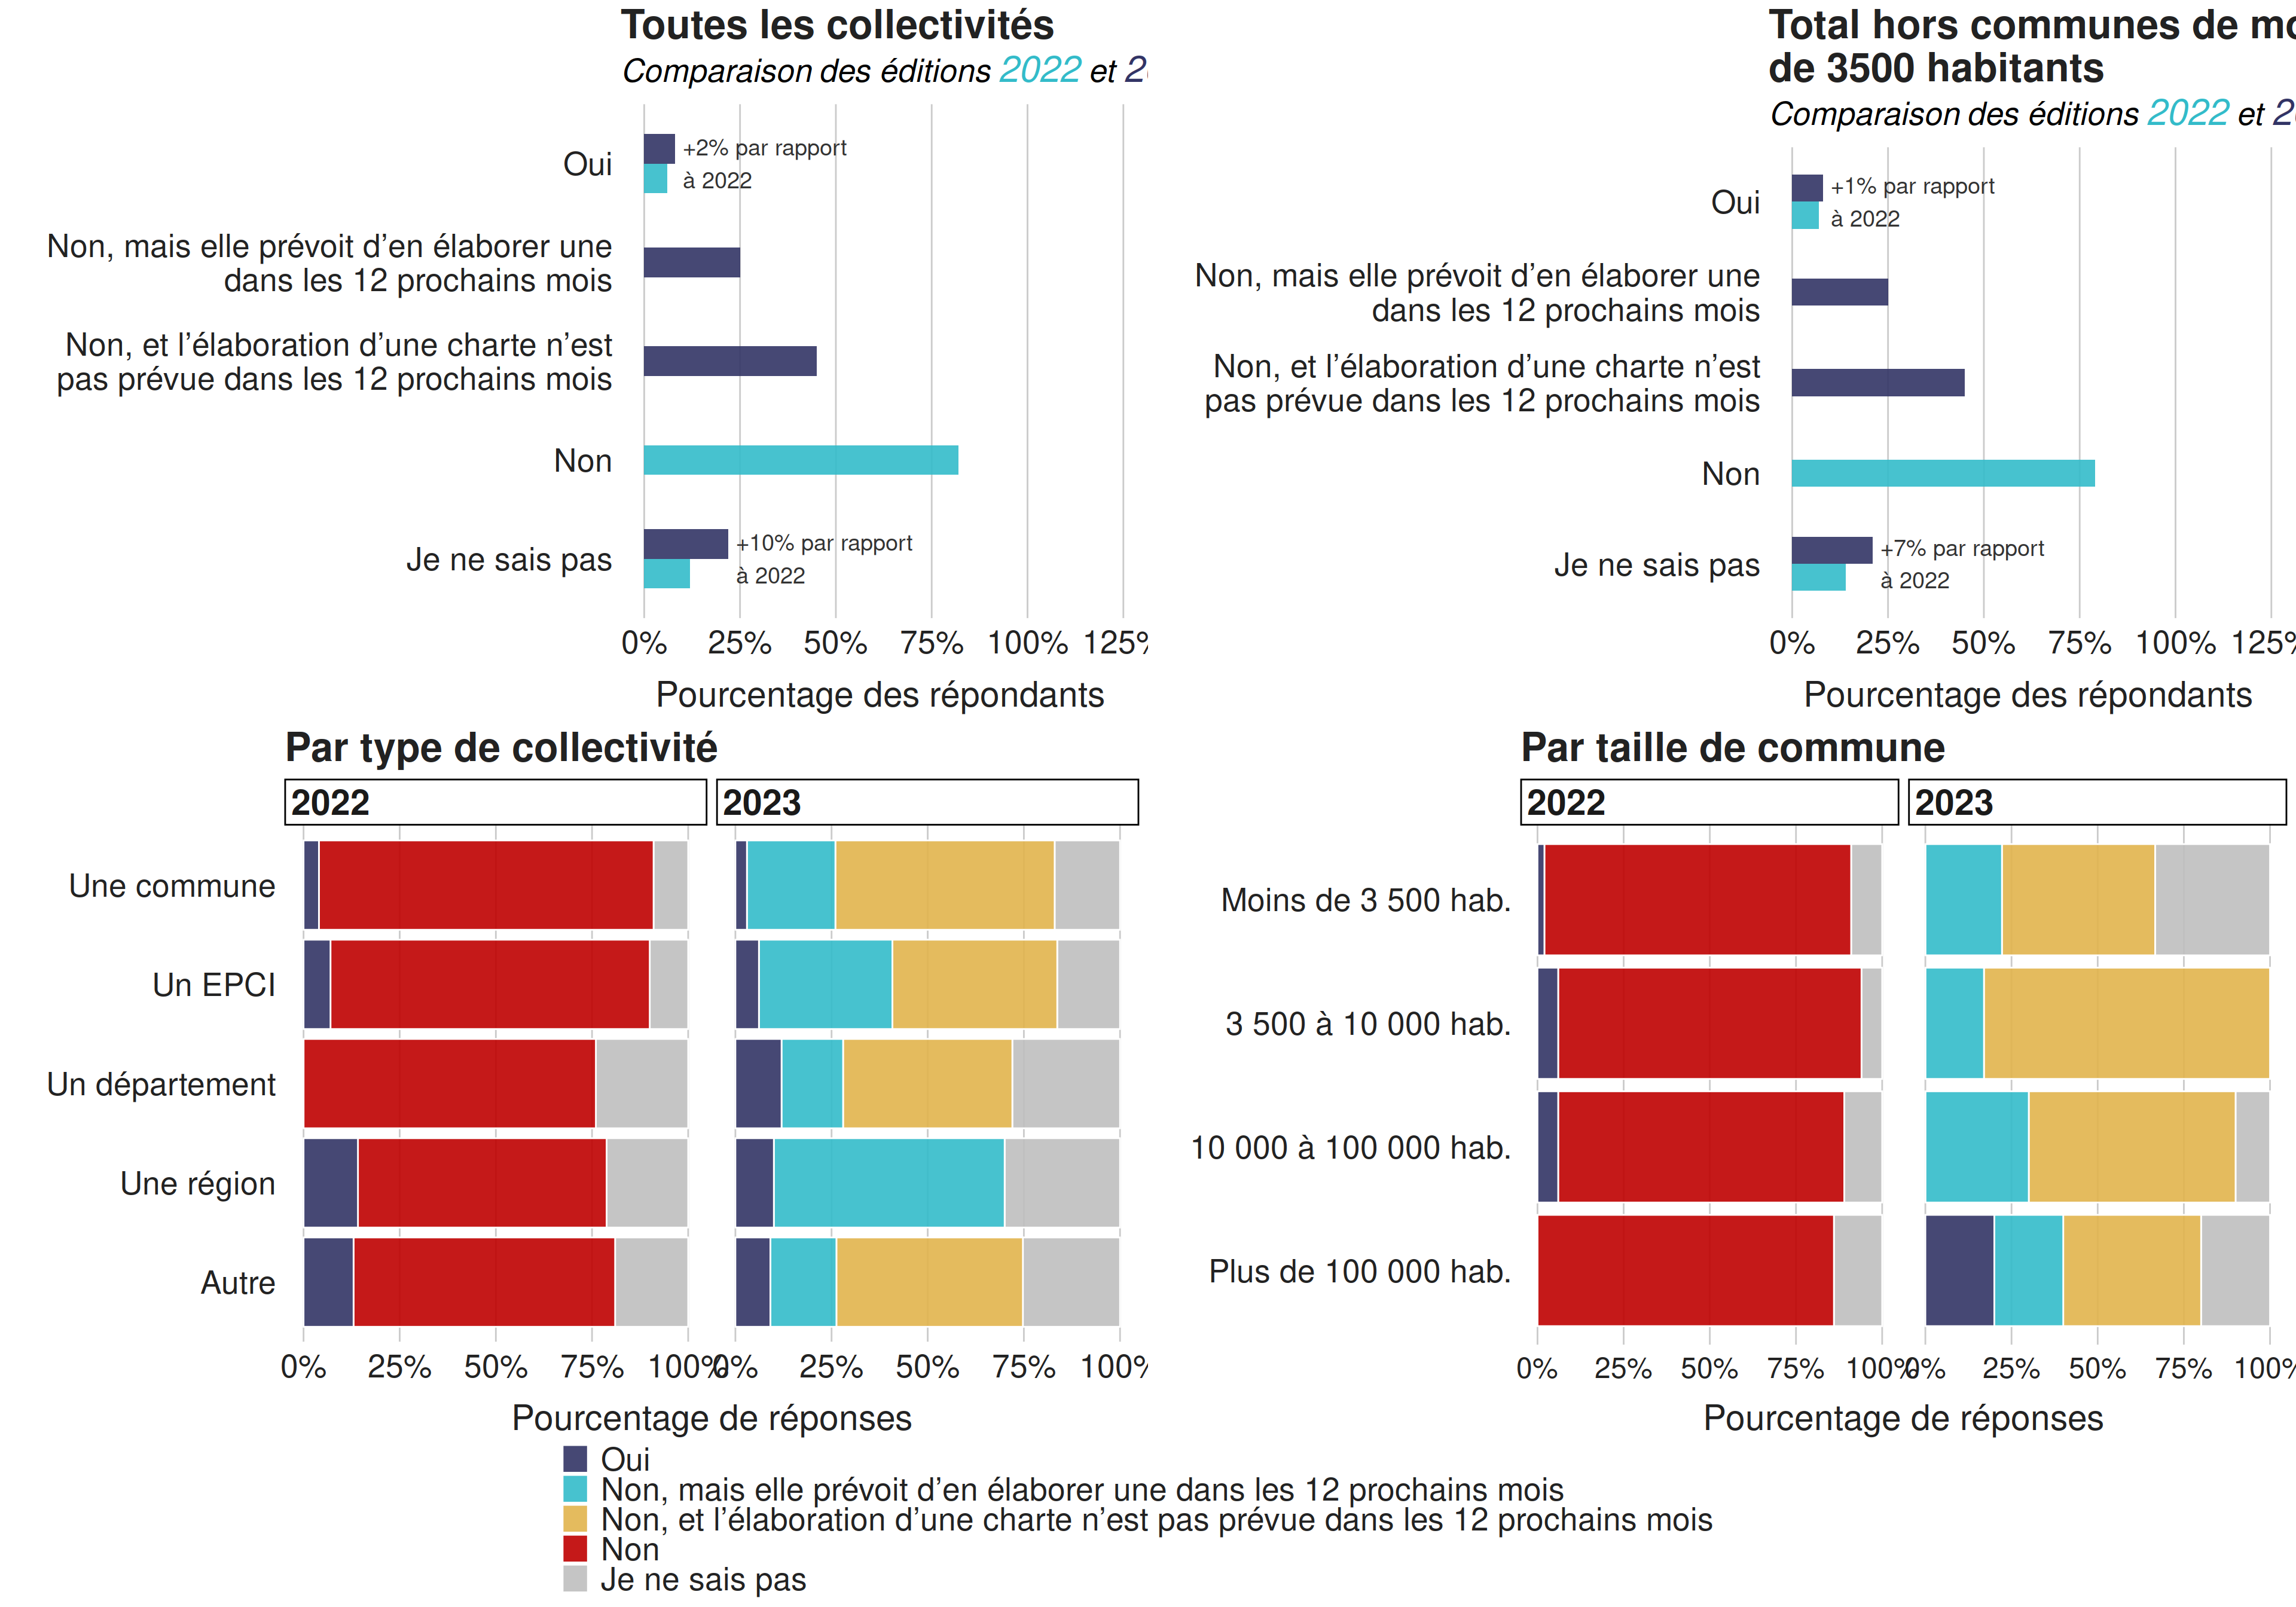 Toutes les collectivités
Comparaison des éditions 2022 et
Oui
+2% par rapport
à 2022
Non, mais elle prévoit d’en élaborer une
dans les 12 prochains mois
Non, et l’élaboration d’une charte n’est
pas prévue dans les 12 prochains mois
Non
Je ne sais pas
+10% par rapport
à 2022
0% 25% 50% 75% 100% 125%
Pourcentage des répondants
Total hors communes de
de 3500 habitants
Comparaison des éditions 2022 et
Oui
+1% par rapport
à 2022
Non, mais elle prévoit d’en élaborer une
dans les 12 prochains mois
Non, et l’élaboration d’une charte n’est
pas prévue dans les 12 prochains mois
Non
Je ne sais pas
+7% par rapport
à 2022
0% 25% 50% 75% 100% 125%
Pourcentage des répondants
Par type de collectivité
2022 2023
Une commune
Un EPCI
Un département
Une région
Autre
0% 25% 50% 75% 100% 0% 25% 50% 75% 100%
Pourcentage de réponses
Par taille de commune
2022 2023
Moins de 3 500 hab.
3 500 à 10 000 hab.
10 000 à 100 000 hab.
Plus de 100 000 hab.
0% 25% 50% 75% 100% 0% 25% 50% 75% 100%
Pourcentage de réponses
Oui
Non, mais elle prévoit d’en élaborer une dans les 12 prochains mois
Non, et l’élaboration d’une charte n’est pas prévue dans les 12 prochains mois
Non
Je ne sais pas